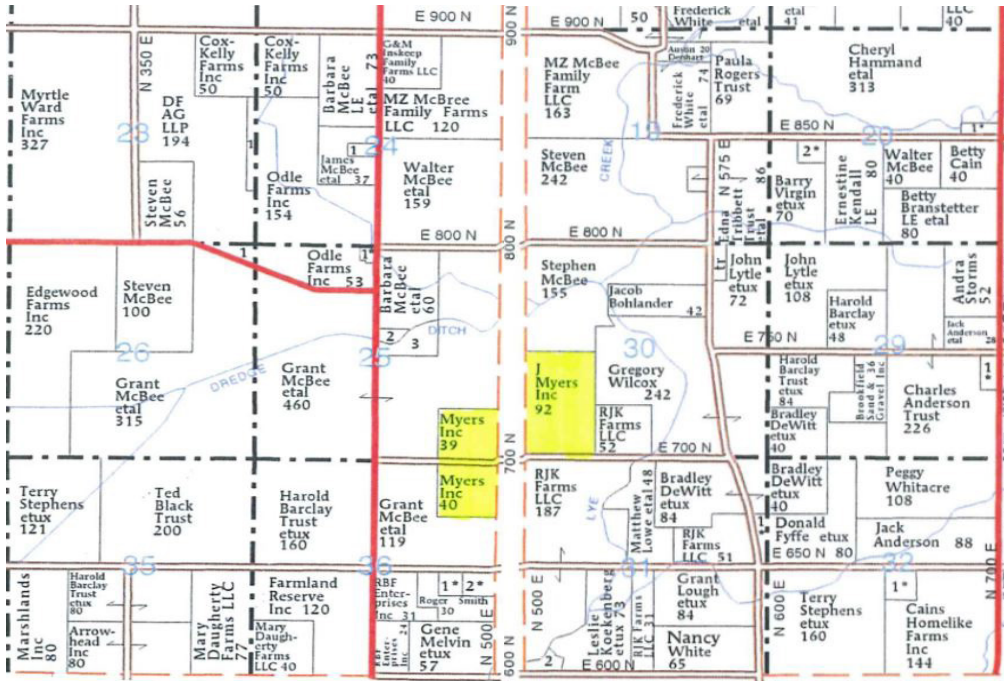 E 900 N
E 900 N
900 N
50
Frederick
White etal
etal
41
LLC
40
N 350 E
Myrtle
Ward
Farms
Inc
327
23
DF
AG
LLP
194
Cox-
Kelly
Farms
Inc
50
Cox-
Kelly
Farms
Inc
50
Barbara
McBee
LE
etal 73
G&M
Inskeep
Family
Farms LLC
40
MZ McBree
Family Farms
LLC 120
24
1
James
McBee
etal 37
1
Odle
Farms
Inc
154
Steven
McBee
56
Walter
McBee
etal
159
MZ McBee
Family
Farm
LLC
163
Steven
McBee
242
CREEK
19
Austin 20
Denhart
Frederick
White
etal 74
Paula
Rogers
Trust
69
Cheryl
Hammand
etal
313
E 850 N
20
1*
2*
N 575 E
Edna
Tribbett
Trust
etal 86
Barry
Virgin
etux
70
Ernestine
Kendall
LE 80
Walter
McBee
40
Betty
Cain
40
Betty
Branstetter
LE etal
80
E 800 N
800 N
E 800 N
1
Odle
Farms
Inc 53
1*
Edgewood
Farms
Inc
220
Steven
McBee
100
26
Grant
McBee
etal
315
DREDGE
DITCH
Grant
McBee
etal
460
Barbara
McBee
etal
60
25
2
3
Stephen
McBee
155
Jacob
Bohlander
42
30
J
Myers
Inc
92
Gregory
Wilcox
242
RJK
Farms
LLC
52
tr
John
Lytle
72
John
Lytle
108
Harold
Barclay
etux
48
Andra
Storms
52
Jack
Anderson
etal 28
E 750 N
29
1
*
Harold
Barclay
Trust
etux
84
Brookfield
Sand &
Gravel Inc
36
Charles
Anderson
Trust
226
Bradley
DeWitt
etux
40
Myers
Inc
39
Myers
Inc
40
700 N
E 700 N
Terry
Stephens
etux
121
Ted
Black
Trust
200
Harold
Barclay
Trust
etux
160
Grant
McBee
etal
119
RJK
Farms
LLC
187
LYE
Matthew
Lowe etal 48
Bradley
DeWitt
etux
84
RJK
Farms
LLC 51
1
*
Bradley
DeWitt
etux
40
Donald
Fyffe etux
80
E 650 N
Peggy
Whitacre
108
Jack
Anderson 88
35
36
31
32
Marshlands
Inc
80
Harold
Barclay
Trust
etux
80
Arrow-
head
Inc
80
Mary
Daugherty
Farms LLC
77
Farmland
Reserve
Inc 120
Mary
Daugh-
erty
Farms
LLC 40
RBF
Enter-
prises
Inc 31
1*
2*
Roger Smith
30
Enter-
prises
Inc 24
Gene
Melvin
etux
57
N 500 E
600 N
N 500 E
2
Leslie
Koekenberg
etux 73
RJK Farms
LLC 31
Grant
Lough
etux
84
Nancy
White
65
E 600 N
N 600 E
Terry
Stephens
etux
160
1*
Cains
Homelike
Farms
Inc
144
N 700 E